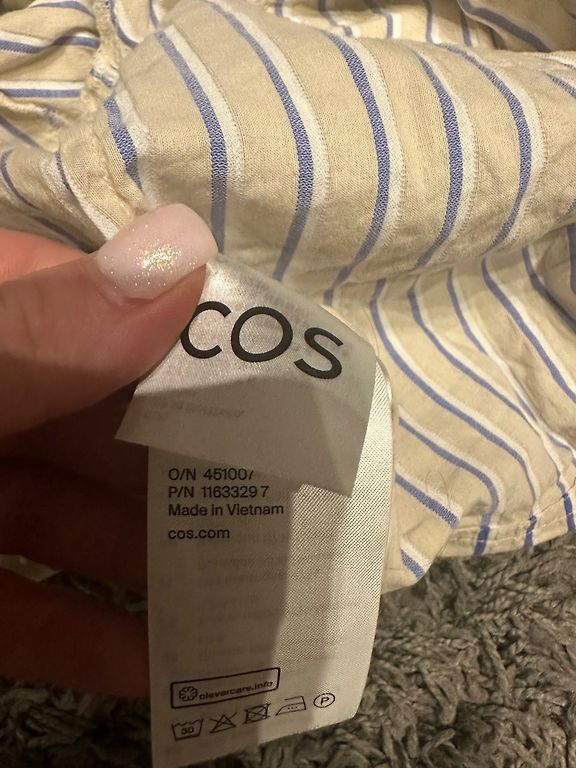 COS
O/N 451007
P/N 1163329 7
Made in Vietnam
cos.com
clevercare.info
30
P